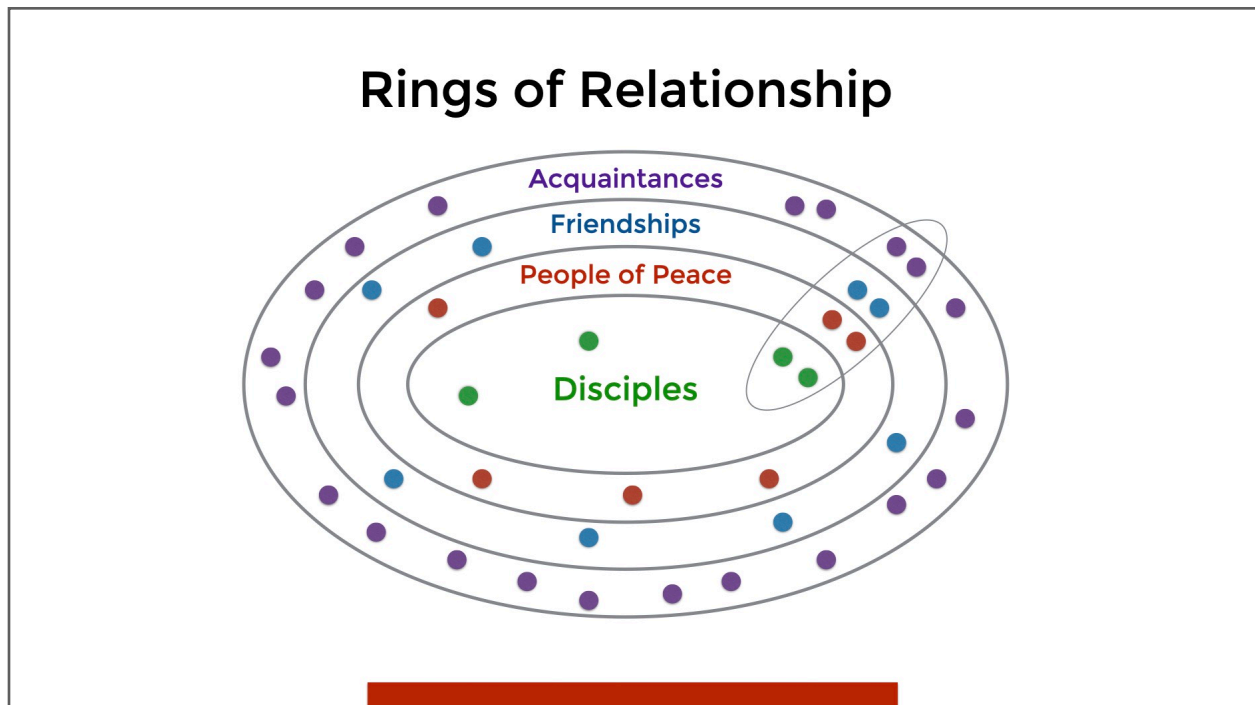 Rings of Relationship
Acquaintances
Friendships
People of Peace
Disciples